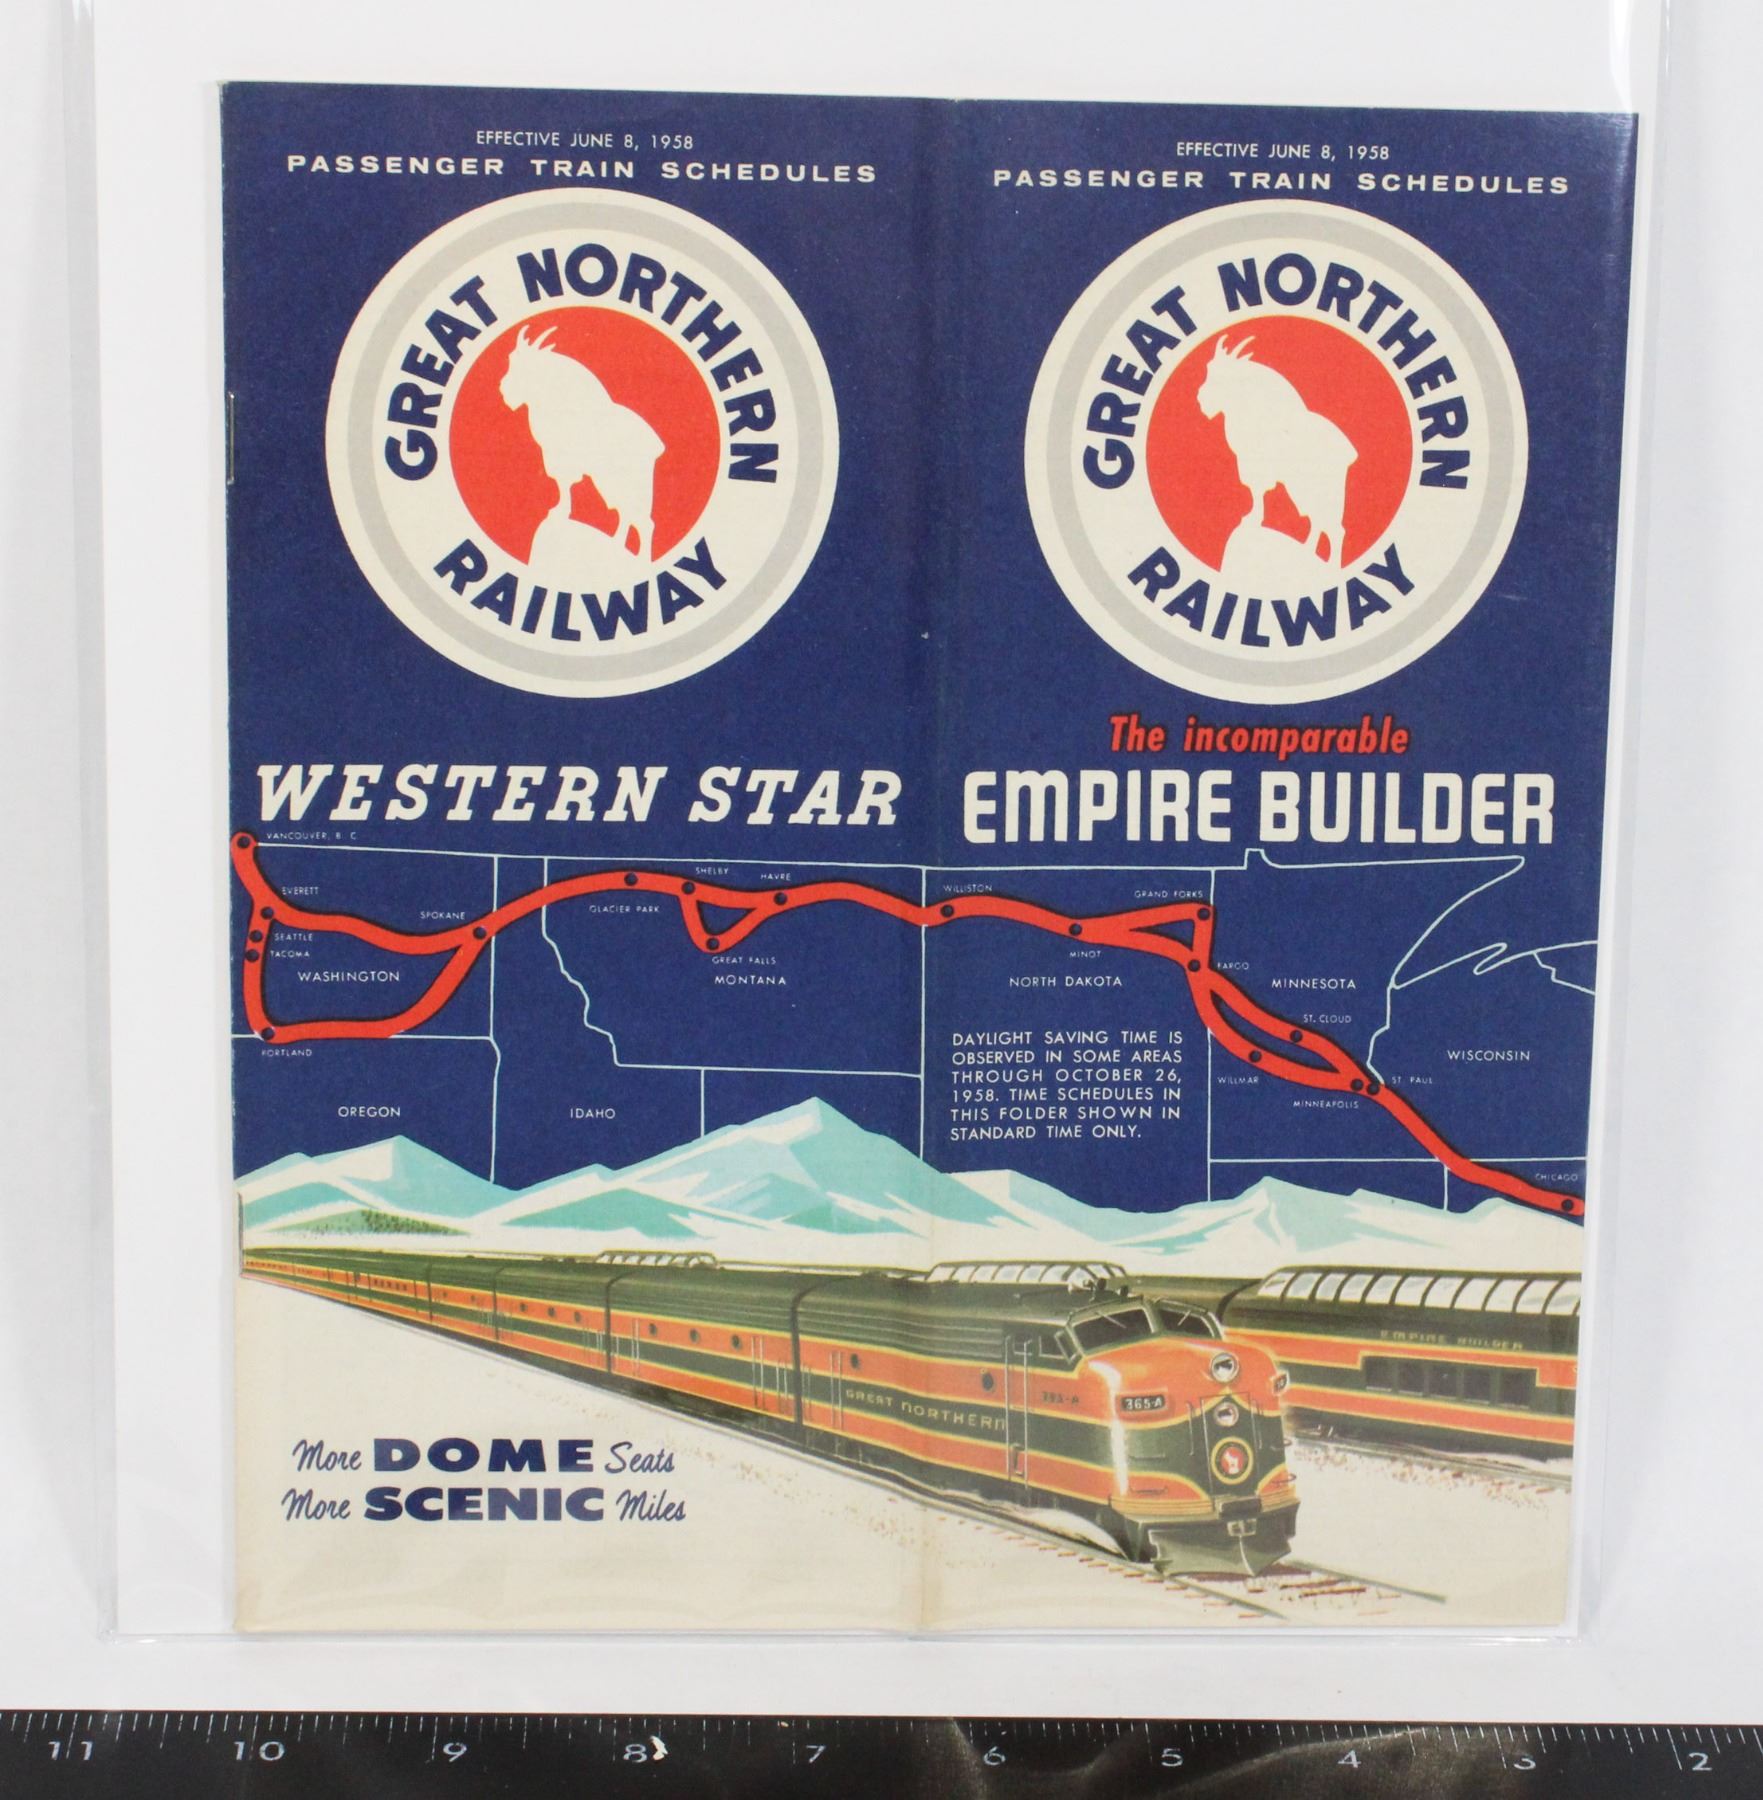 EFFECTIVE JUNE 8, 1958
PASSENGER TRAIN SCHEDULES
GREAT NORTHERN
RAILWAY
WESTERN STAR
EFFECTIVE JUNE 8, 1958
PASSENGER TRAIN SCHEDULES
GREAT NORTHERN
RAILWAY
The incomparable
EMPIRE BUILDER
VANCOUVER, B. C.
EVERETT
SEATTLE
TACOMA
WASHINGTON
SPOKANE
PORTLAND
OREGON
IDAHO
GLACIER PARK
SHELBY
HAVRE
GREAT FALLS
MONTANA
WILLISTON
MINOT
GRAND FORKS
FARGO
NORTH DAKOTA
MINNESOTA
ST. CLOUD
WILLMAR
MINNEAPOLIS
ST. PAUL
WISCONSIN
CHICAGO
DAYLIGHT SAVING TIME IS
OBSERVED IN SOME AREAS
THROUGH OCTOBER 26,
1958. TIME SCHEDULES IN
THIS FOLDER SHOWN IN
STANDARD TIME ONLY.
EMPIRE BUILDER
GREAT NORTHERN
365-A
More DOME Seats
More SCENIC Miles
11 10 9 8 7 6 5 4 3 2